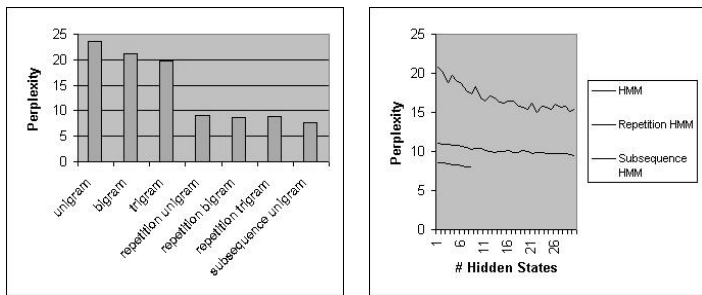 25
20
15
10
5
0
Perplexity
unigram
bigram
trigram
repetition unigram
repetition bigram
repetition trigram
subsequence unigram
25
20
15
10
5
0
Perplexity
1
6
11
16
21
26
# Hidden States
HMM
Repetition HMM
Subsequence
HMM